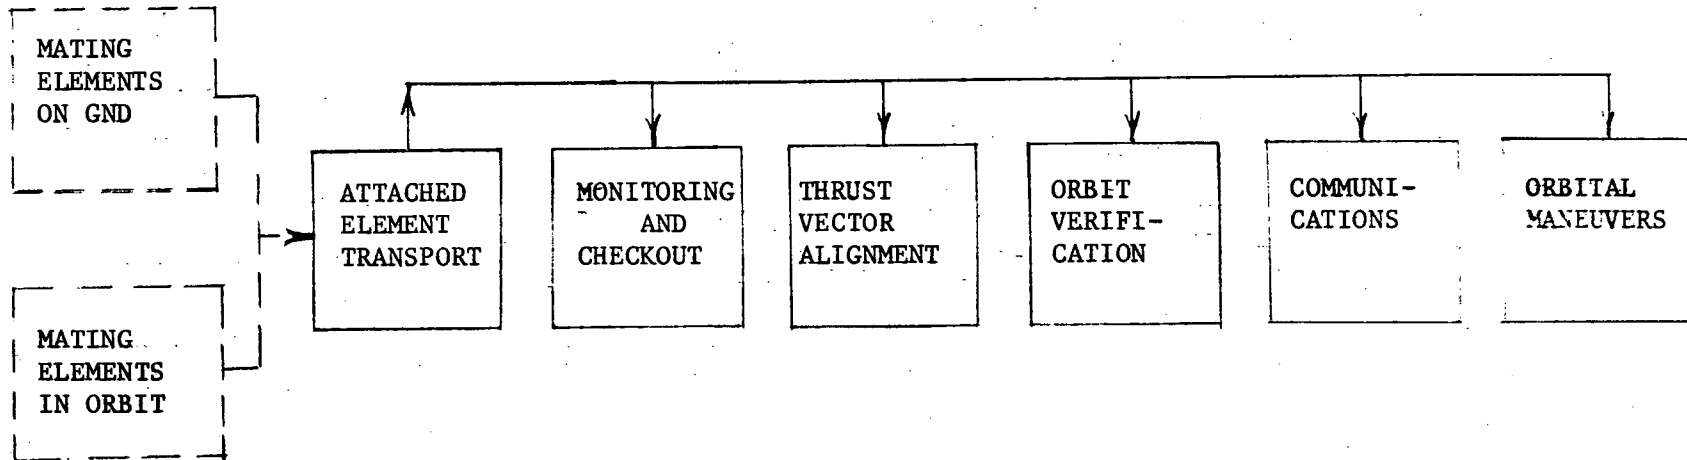 MATING
ELEMENTS
ON GND
MATING
ELEMENTS
IN ORBIT
ATTACHED
ELEMENT
TRANSPORT
MONITORING
AND
CHECKOUT
THRUST
VECTOR
ALIGNMENT
ORBIT
VERIFI-
CATION
COMMUNI-
CATIONS
ORBITAL
MANEUVERS